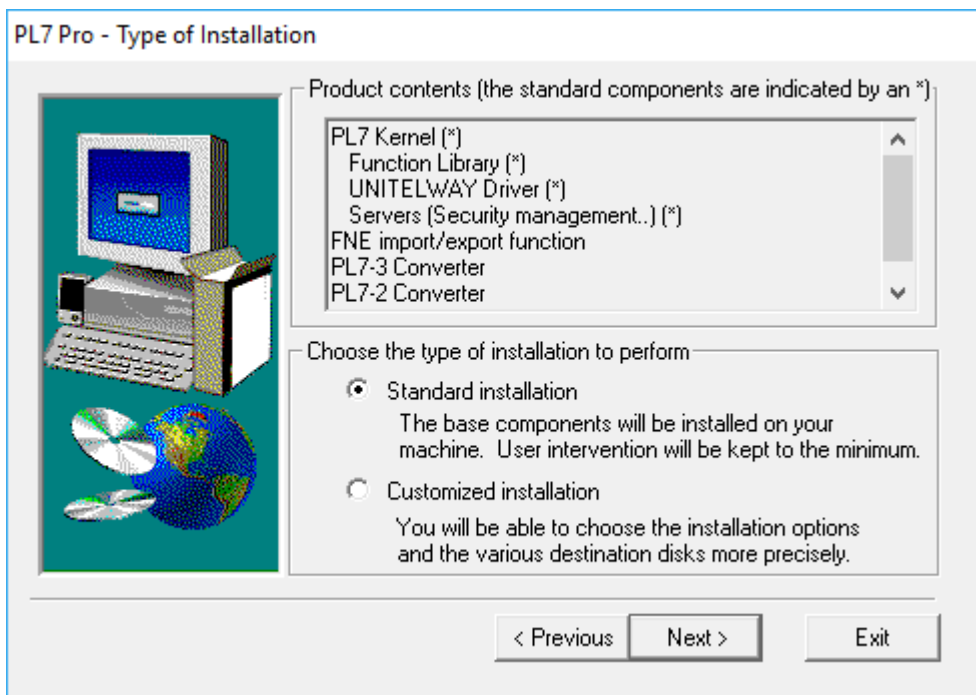 PL7 Pro - Type of Installation
Product contents (the standard components are indicated by an *)
PL7 Kernel (*)
Function Library (*)
UNITELWAY Driver (*)
Servers (Security management..) (*)
FNE import/export function
PL7-3 Converter
PL7-2 Converter
Choose the type of installation to perform
Standard installation
The base components will be installed on your
machine.  User intervention will be kept to the minimum.
Customized installation
You will be able to choose the installation options
and the various destination disks more precisely.
< Previous
Next >
Exit